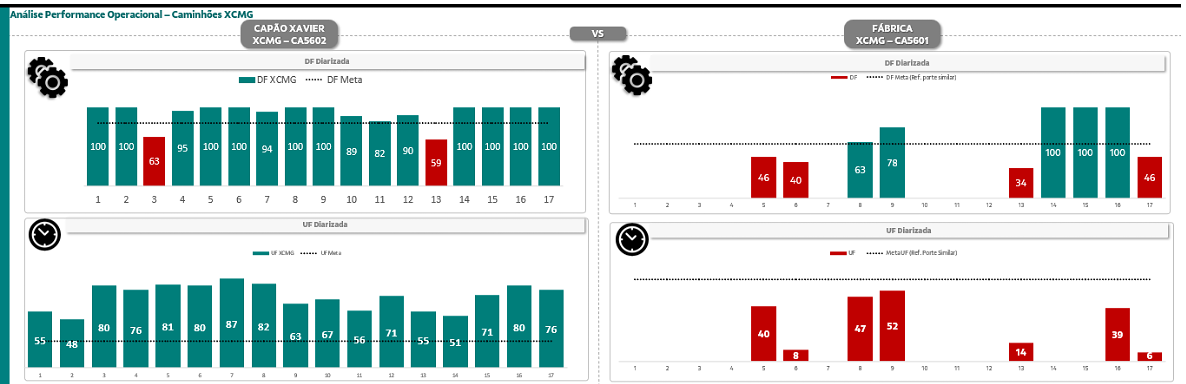 Análise Performance Operacional – Caminhões XCMG
CAPÃO XAVIER
XCMG – CA5602
VS
FÁBRICA
XCMG – CA5601
DF Diarizada
DF XCMG DF Meta
100 100 63 95 100 100 94 100 100 89 82 90 59 100 100 100 100
1 2 3 4 5 6 7 8 9 10 11 12 13 14 15 16 17
UF Diarizada
UF XCMG UF Meta
55 48 80 76 81 80 87 82 63 67 56 71 55 51 71 80 76
1 2 3 4 5 6 7 8 9 10 11 12 13 14 15 16 17
DF Diarizada
DF DF Meta (Ref. porte similar)
46 40 63 78 34 100 100 100 46
1 2 3 4 5 6 7 8 9 10 11 12 13 14 15 16 17
UF Diarizada
UF Meta UF (Ref. Porte Similar)
40 8 47 52 14 39 6
1 2 3 4 5 6 7 8 9 10 11 12 13 14 15 16 17